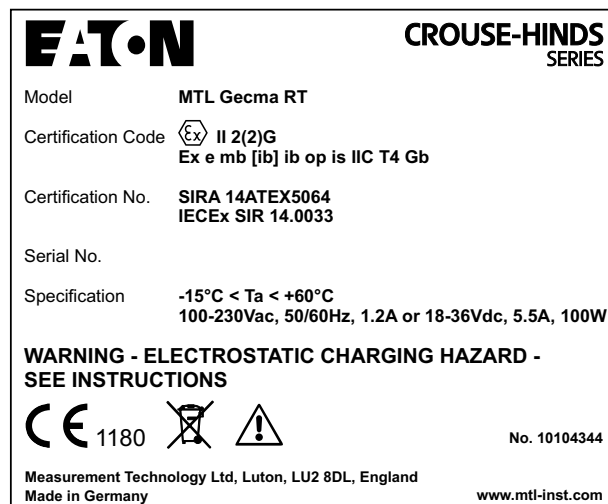 EATON
CROUSE-HINDS
SERIES
Model MTL Gecma RT
Certification Code Ex II 2(2)G
Ex e mb [ib] ib op is IIC T4 Gb
Certification No. SIRA 14ATEX5064
IECEx SIR 14.0033
Serial No.
Specification -15°C < Ta < +60°C
100-230Vac, 50/60Hz, 1.2A or 18-36Vdc, 5.5A, 100W
WARNING - ELECTROSTATIC CHARGING HAZARD -
SEE INSTRUCTIONS
CE 1180
No. 10104344
Measurement Technology Ltd, Luton, LU2 8DL, England
Made in Germany www.mtl-inst.com